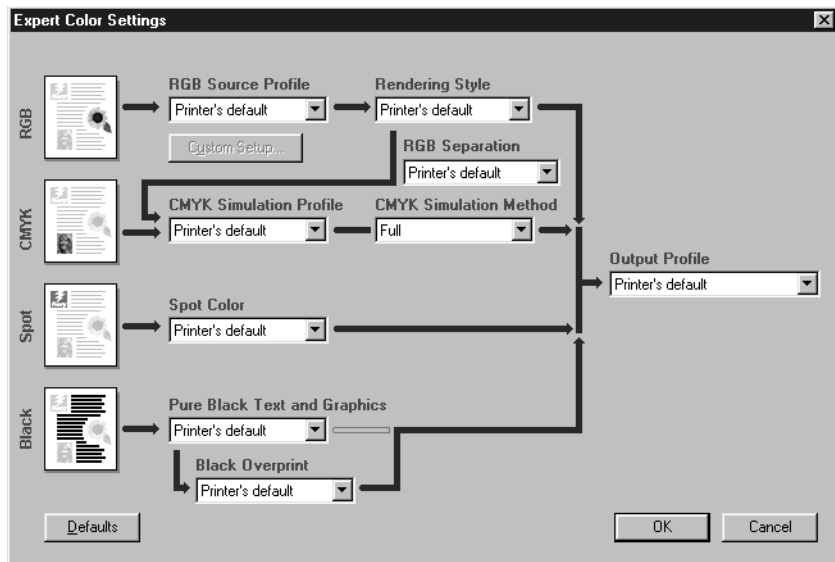 Expert Color Settings
RGB
RGB Source Profile
Printer's default
Custom Setup...
Rendering Style
Printer's default
RGB Separation
Printer's default
CMYK
CMYK Simulation Profile
Printer's default
CMYK Simulation Method
Full
Output Profile
Printer's default
Spot
Spot Color
Printer's default
Black
Pure Black Text and Graphics
Printer's default
Black Overprint
Printer's default
Defaults
OK
Cancel